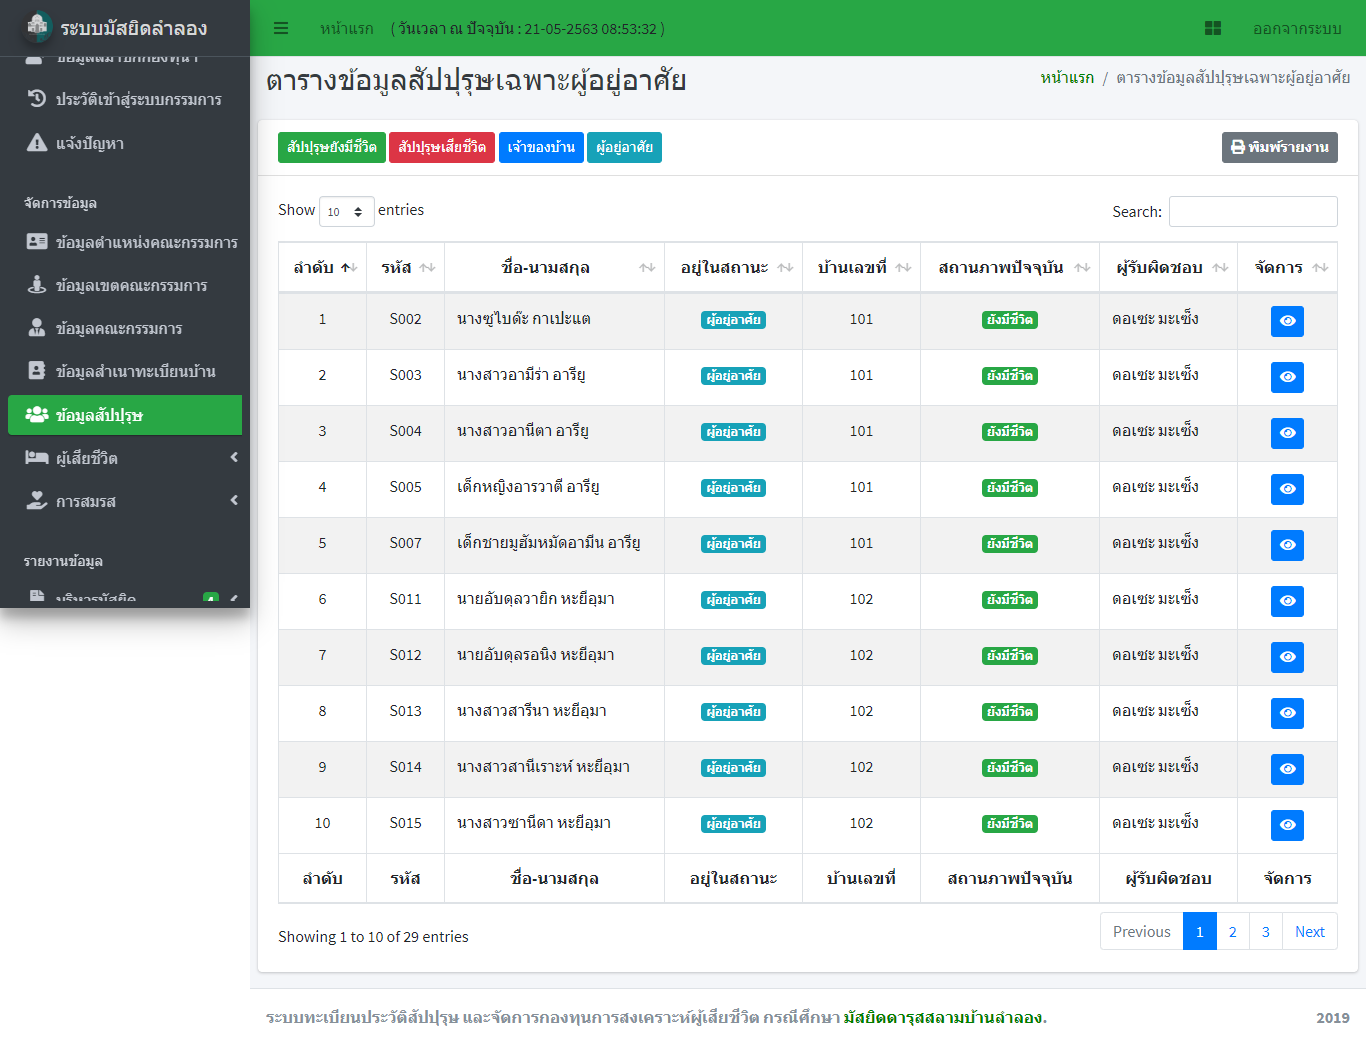 ระบบมัสยิดลำลอง
ข้อมูลสมาชิกกองทุนฯ
ประวัติเข้าสู่ระบบกรรมการ
แจ้งปัญหา
จัดการข้อมูล
ข้อมูลตำแหน่งคณะกรรมการ
ข้อมูลเขตคณะกรรมการ
ข้อมูลคณะกรรมการ
ข้อมูลสำเนาทะเบียนบ้าน
ข้อมูลสัปปุรุษ
ผู้เสียชีวิต
การสมรส
รายงานข้อมูล
บริหารมัสยิด
หน้าแรก ( วันเวลา ณ ปัจจุบัน : 21-05-2563 08:53:32 ) ออกจากระบบ
ตารางข้อมูลสัปปุรุษเฉพาะผู้อยู่อาศัย หน้าแรก / ตารางข้อมูลสัปปุรุษเฉพาะผู้อยู่อาศัย
สัปปุรุษยังมีชีวิต สัปปุรุษเสียชีวิต เจ้าของบ้าน ผู้อยู่อาศัย พิมพ์รายงาน
Show 10 entries Search:
ลำดับ รหัส ชื่อ-นามสกุล อยู่ในสถานะ บ้านเลขที่ สถานภาพปัจจุบัน ผู้รับผิดชอบ จัดการ
1 S002 นางซูไบด๊ะ กาเปะแต ผู้อยู่อาศัย 101 ยังมีชีวิต ดอเซะ มะเซ็ง
2 S003 นางสาวอามีร่า อารียู ผู้อยู่อาศัย 101 ยังมีชีวิต ดอเซะ มะเซ็ง
3 S004 นางสาวอานีตา อารียู ผู้อยู่อาศัย 101 ยังมีชีวิต ดอเซะ มะเซ็ง
4 S005 เด็กหญิงอารวาตี อารียู ผู้อยู่อาศัย 101 ยังมีชีวิต ดอเซะ มะเซ็ง
5 S007 เด็กชายมูฮัมหมัดอามีน อารียู ผู้อยู่อาศัย 101 ยังมีชีวิต ดอเซะ มะเซ็ง
6 S011 นายอับดุลวายิก หะยีอุมา ผู้อยู่อาศัย 102 ยังมีชีวิต ดอเซะ มะเซ็ง
7 S012 นายอับดุลรอนิง หะยีอุมา ผู้อยู่อาศัย 102 ยังมีชีวิต ดอเซะ มะเซ็ง
8 S013 นางสาวสารีนา หะยีอุมา ผู้อยู่อาศัย 102 ยังมีชีวิต ดอเซะ มะเซ็ง
9 S014 นางสาวสานีเราะห์ หะยีอุมา ผู้อยู่อาศัย 102 ยังมีชีวิต ดอเซะ มะเซ็ง
10 S015 นางสาวซานีดา หะยีอุมา ผู้อยู่อาศัย 102 ยังมีชีวิต ดอเซะ มะเซ็ง
ลำดับ รหัส ชื่อ-นามสกุล อยู่ในสถานะ บ้านเลขที่ สถานภาพปัจจุบัน ผู้รับผิดชอบ จัดการ
Showing 1 to 10 of 29 entries Previous 1 2 3 Next
ระบบทะเบียนประวัติสัปปุรุษ และจัดการกองทุนการสงเคราะห์ผู้เสียชีวิต กรณีศึกษา มัสยิดดารุสสลามบ้านลำลอง. 2019